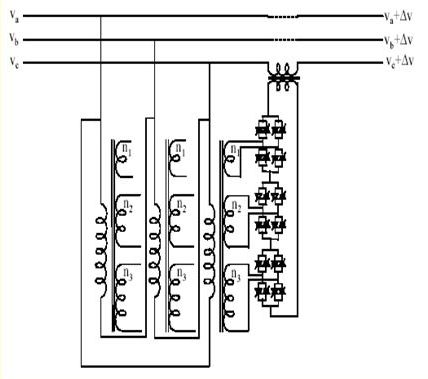 va va+Δv
vb vb+Δv
vc vc+Δv
n1 n1 n1
n2 n2 n2
n3 n3 n3